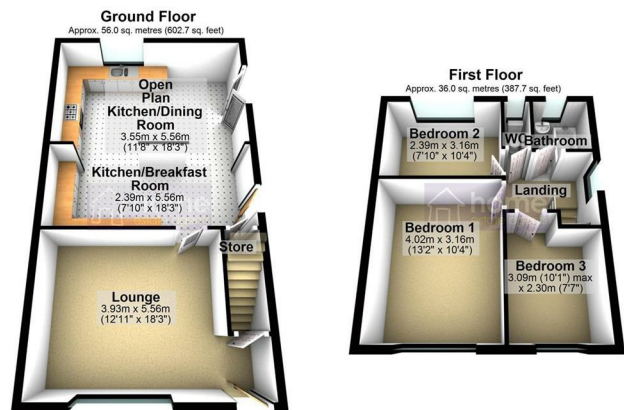 Ground Floor
Approx. 56.0 sq. metres (602.7 sq. feet)
Open
Plan
Kitchen/Dining
Room
3.55m x 5.56m
(11'8" x 18'3")
Kitchen/Breakfast
Room
2.39m x 5.56m
(7'10" x 18'3")
Store
Lounge
3.93m x 5.56m
(12'11" x 18'3")
First Floor
Approx. 36.0 sq. metres (387.7 sq. feet)
Bedroom 2
2.39m x 3.16m
(7'10" x 10'4")
WC
Bathroom
Landing
Bedroom 1
4.02m x 3.16m
(13'2" x 10'4")
Bedroom 3
3.09m (10'1") max
x 2.30m (7'7")